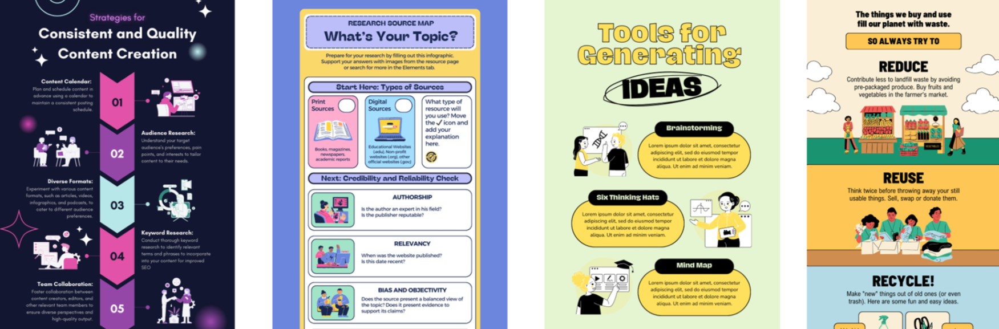 Strategies for
Consistent and Quality
Content Creation
Content Calendar:
Plan and schedule content in
advance using a calendar to
maintain a consistent posting
schedule.
01
02
Audience Research:
Understand your target
audience's preferences, pain
points, and interests to tailor
content to their needs.
Diverse Formats:
Experiment with various content
formats, such as articles, videos,
infographics, and podcasts, to
cater to different audience
preferences.
03
04
Keyword Research:
Conduct thorough keyword
research to identify relevant
terms and phrases to incorporate
into your content for improved
SEO
Team Collaboration:
Foster collaboration between
content creators, editors, and
other relevant team members to
ensure diverse perspectives and
high-quality output.
05
RESEARCH SOURCE MAP
What's Your Topic?
Prepare for your research by filling out this infographic.
Support your answers with images from the resource page
or search for more in the Elements tab.
Start Here: Types of Sources
Print
Sources
Books, magazines,
newspapers,
academic reports
Digital
Sources
Educational Websites
(.edu), Non-profit
websites (.org), other
official websites (.gov)
What type of
resource will
you use? Move
the ✓ icon and
add your
explanation
here.
Next: Credibility and Reliability Check
AUTHORSHIP
Is the author an expert in his field?
Is the publisher reputable?
RELEVANCY
When was the website published?
Is this date recent?
BIAS AND OBJECTIVITY
Does the source present a balanced view of
the topic? Does it present evidence to
support its claims?
Tools for
Generating
IDEAS
Brainstorming
Lorem ipsum dolor sit amet, consectetur
adipiscing elit, sed do eiusmod tempor
incididunt ut labore et dolore magna
aliqua. Ut enim ad minim veniam.
Six Thinking Hats
Lorem ipsum dolor sit amet, consectetur
adipiscing elit, sed do eiusmod tempor
incididunt ut labore et dolore magna
aliqua. Ut enim ad minim veniam.
Mind Map
Lorem ipsum dolor sit amet, consectetur
adipiscing elit, sed do eiusmod tempor
incididunt ut labore et dolore magna
aliqua. Ut enim ad minim veniam.
The things we buy and use
fill our planet with waste.
SO ALWAYS TRY TO
REDUCE
Contribute less to landfill waste by avoiding
pre-packaged produce. Buy fruits and
vegetables in the farmer's market.
VEGETABLES
REUSE
Think twice before throwing away your still
usable things. Sell, swap or donate them.
RECYCLE!
Make "new" things out of old ones (or even
trash). Here are some fun and easy ideas.